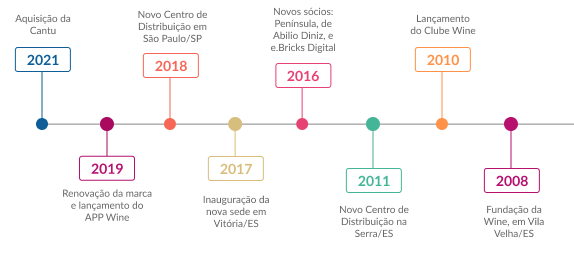 Aquisição da
Cantu
2021
Renovação da marca
e lançamento do
APP Wine
2019
Novo Centro de
Distribuição em
São Paulo/SP
2018
Inauguração da
nova sede em
Vitória/ES
2017
Novos sócios:
Península, de
Abilio Diniz, e
e.Bricks Digital
2016
Novo Centro de
Distribuição na
Serra/ES
2011
Lançamento
do Clube Wine
2010
Fundação da
Wine, em Vila
Velha/ES
2008